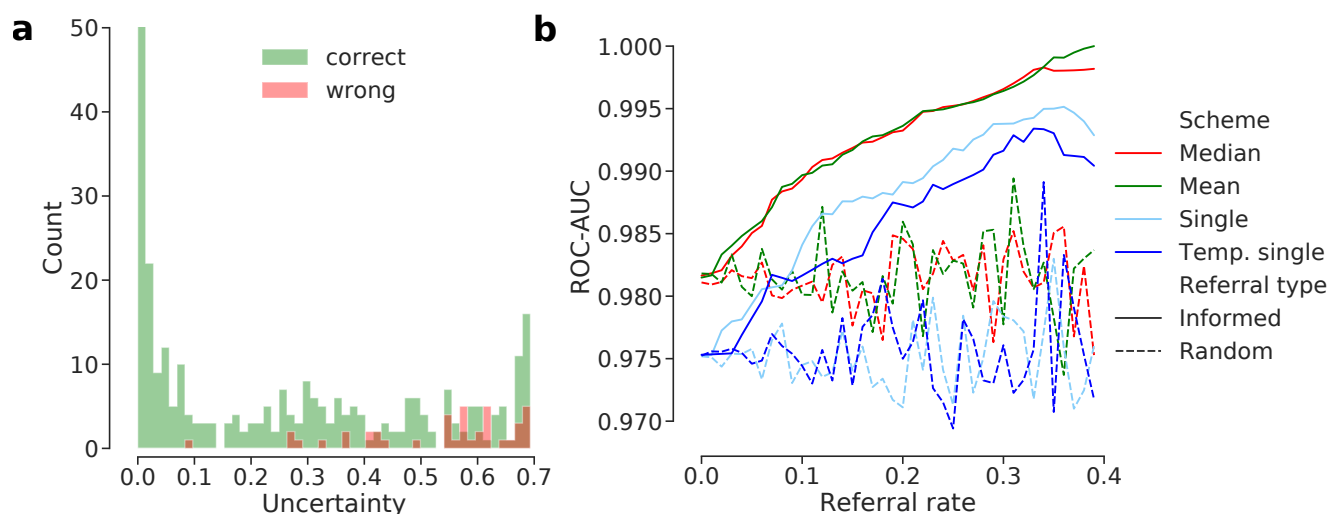 a
50
40
30
20
10
0
Count
correct
wrong
0.0 0.1 0.2 0.3 0.4 0.5 0.6 0.7
Uncertainty
b
1.000
0.995
0.990
0.985
0.980
0.975
0.970
ROC-AUC
0.0 0.1 0.2 0.3 0.4
Referral rate
Scheme
Median
Mean
Single
Temp. single
Referral type
Informed
Random